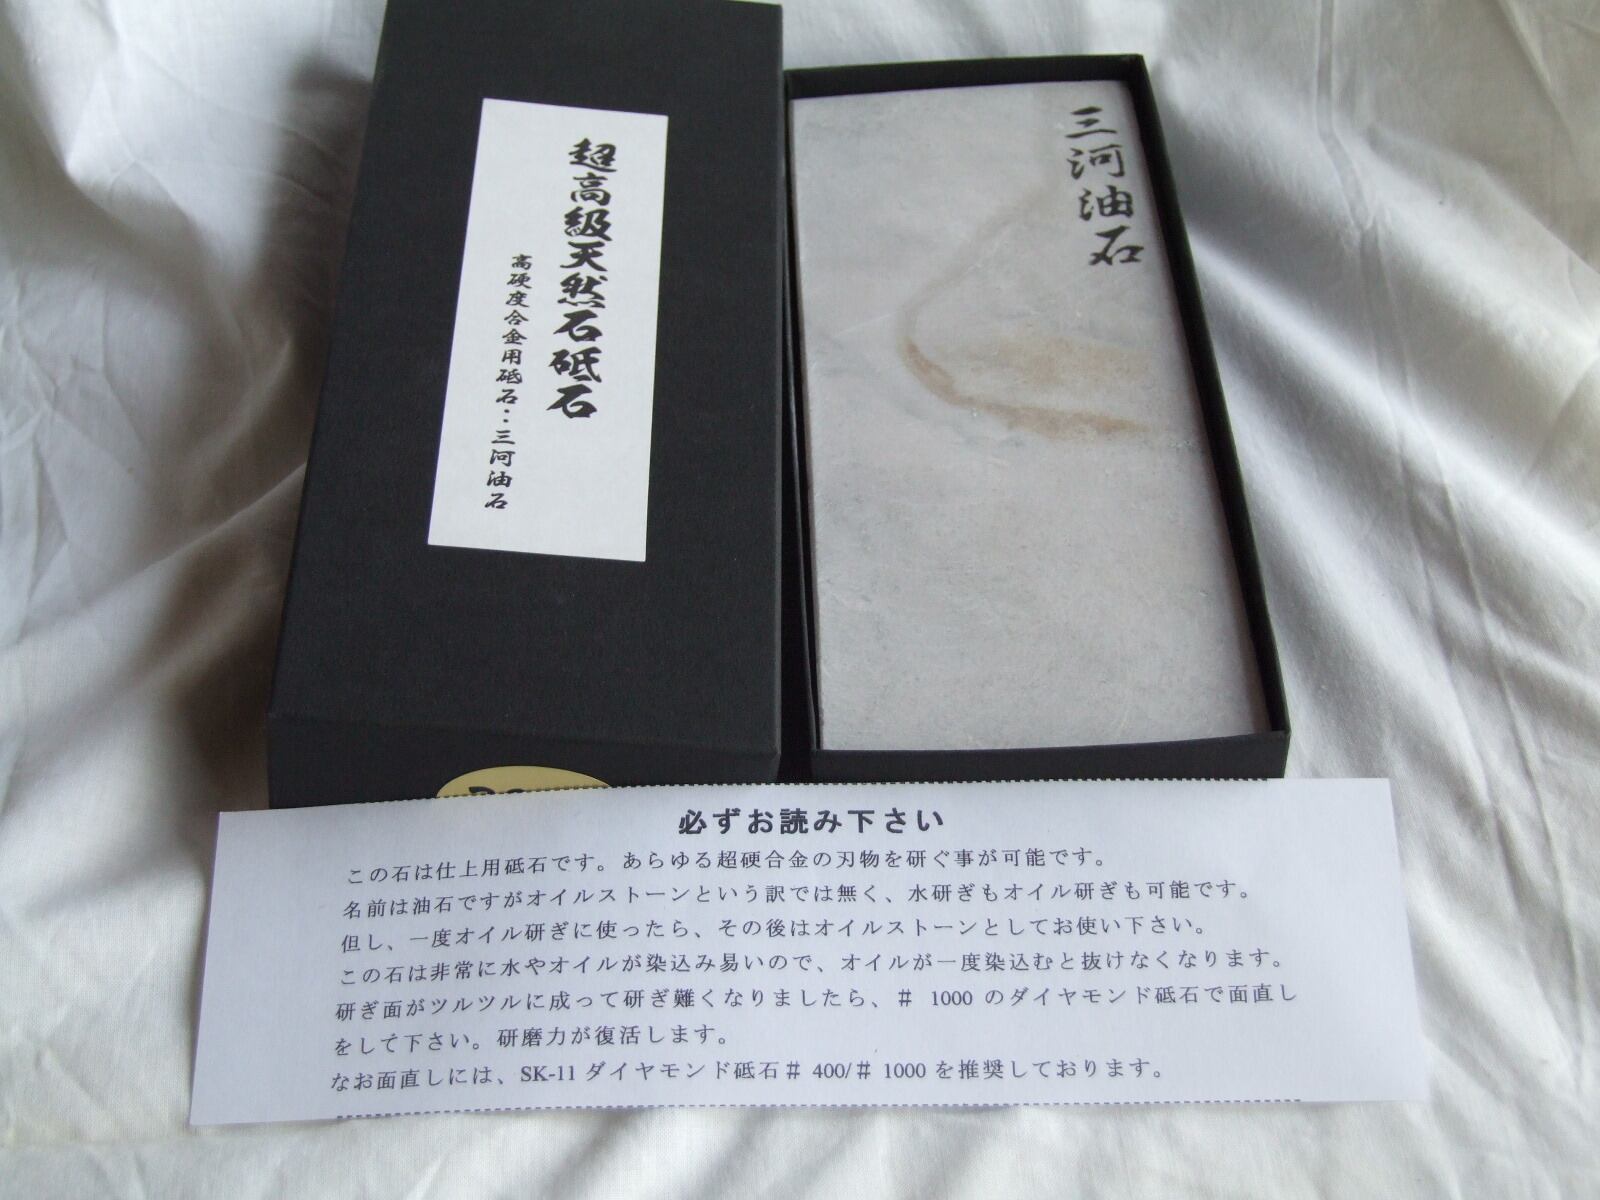 超高級天然石砥石
高硬度合金用砥石:三河油石
三河油石
必ずお読み下さい
この石は仕上用砥石です。あらゆる超硬合金の刃物を研ぐ事が可能です。
名前は油石ですがオイルストーンという訳では無く、水研ぎもオイル研ぎも可能です。
但し、一度オイル研ぎに使ったら、その後はオイルストーンとしてお使い下さい。
この石は非常に水やオイルが染込み易いので、オイルが一度染込むと抜けなくなります。
研ぎ面がツルツルに成って研ぎ難くなりましたら、# 1000 のダイヤモンド砥石で面直し
をして下さい。研磨力が復活します。
なお面直しには、SK-11 ダイヤモンド砥石# 400/# 1000 を推奨しております。